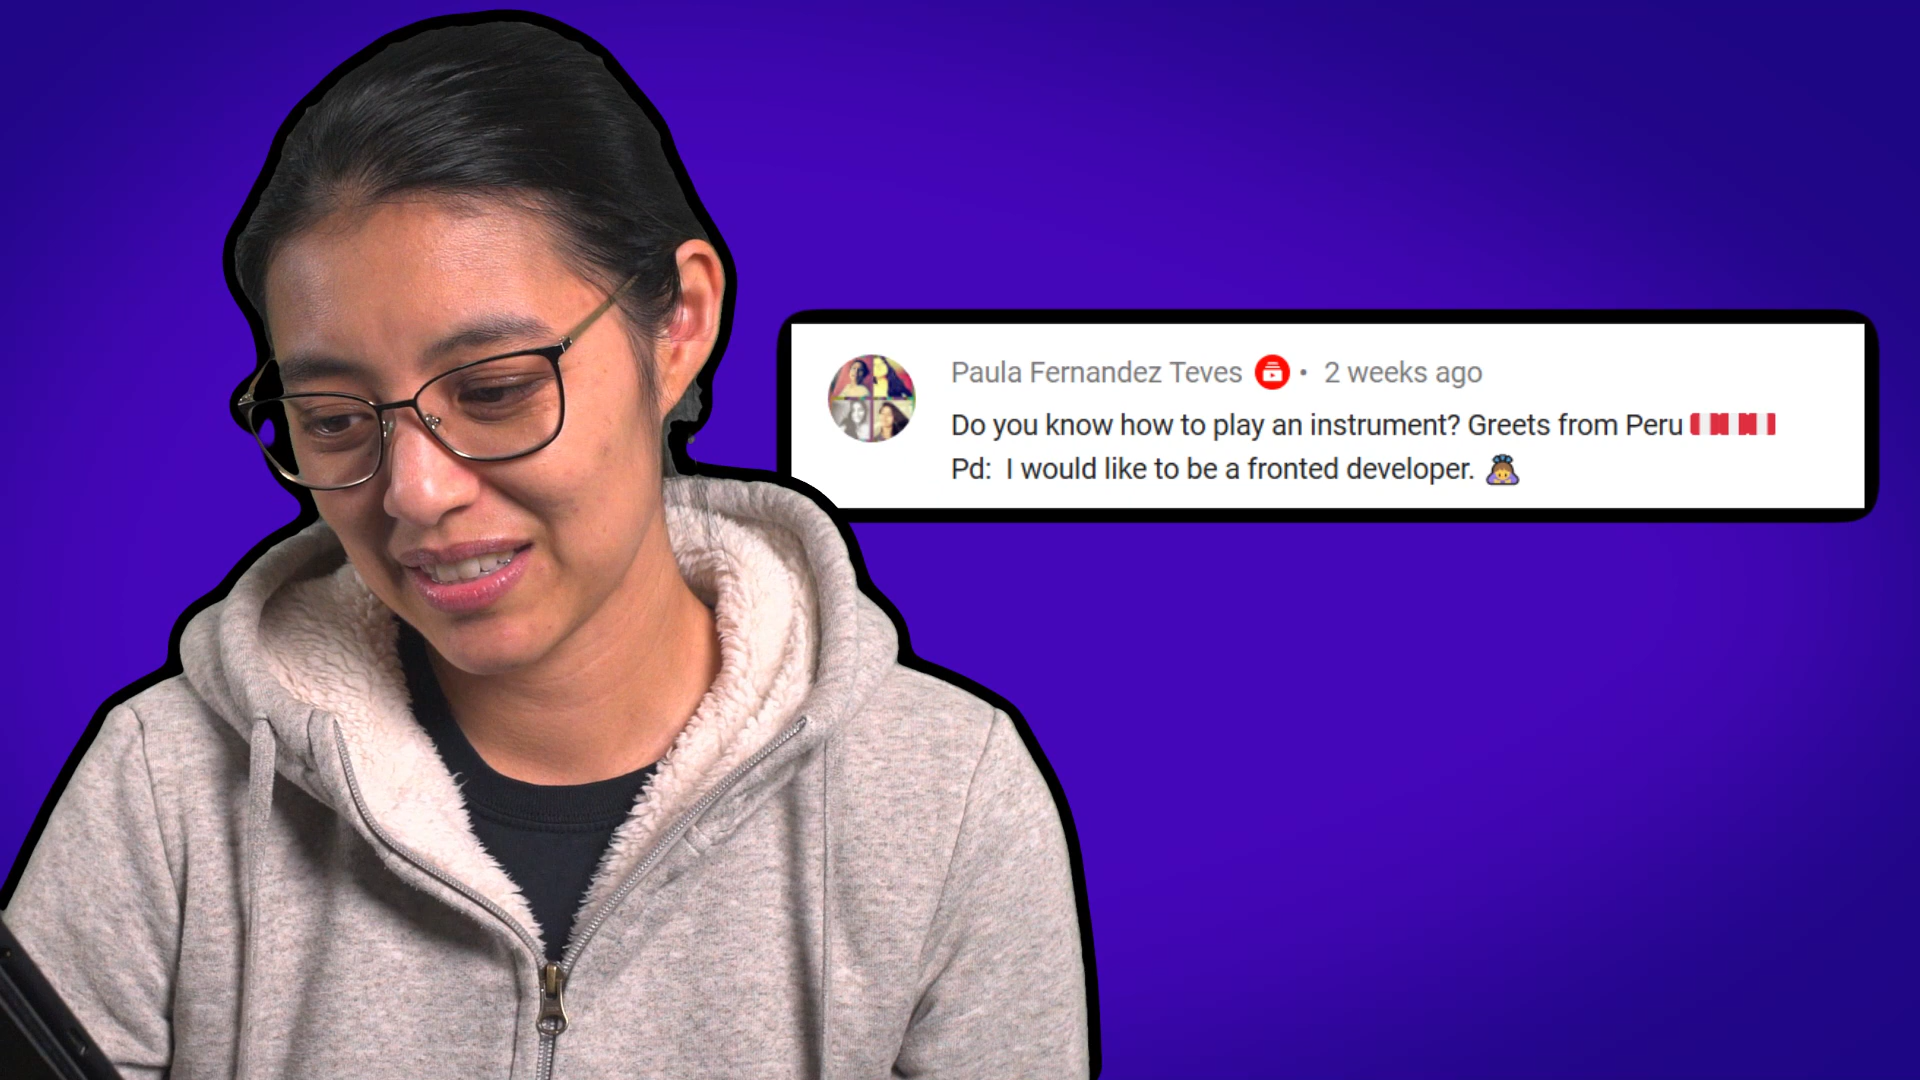 Paula Fernandez Teves • 2 weeks ago
Do you know how to play an instrument? Greets from Peru 🇵🇪🇵🇪
Pd: I would like to be a fronted developer. 🙇‍♀️